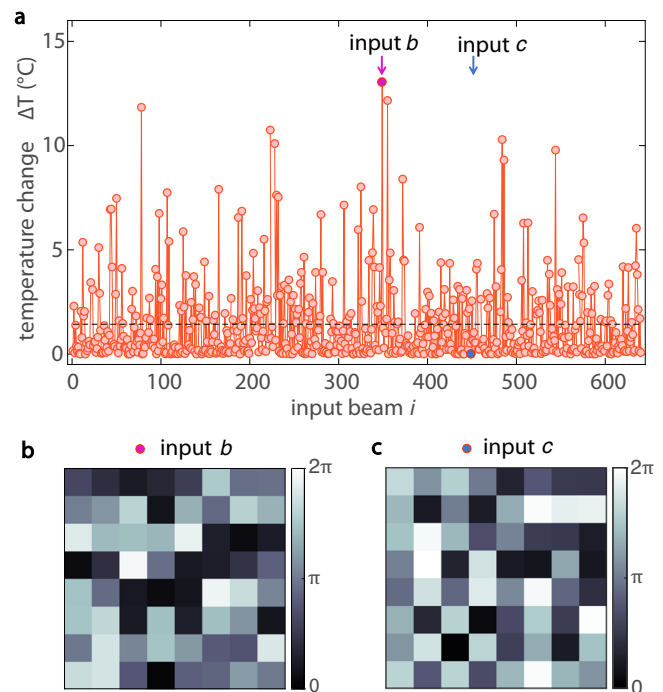 a
input b
input c
temperature change ΔT (°C)
15
10
5
0
0
100
200
300
400
500
600
input beam i
b
input b
2π
π
0
c
input c
2π
π
0